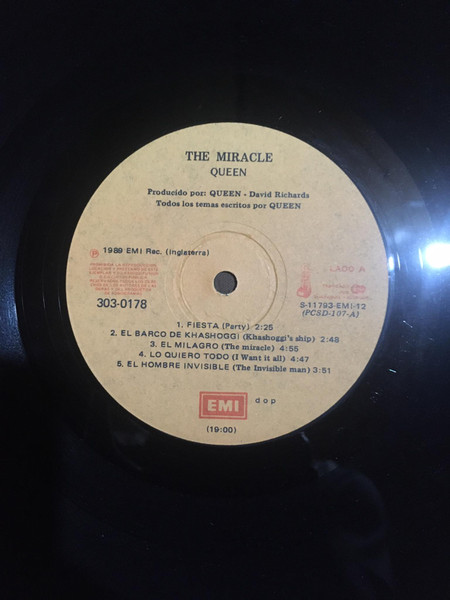 THE MIRACLE
QUEEN
Producido por: QUEEN - David Richards
Todos los temas escritos por QUEEN
1989 EMI Rec. (Inglaterra)
303-0178
LADO A
S-11793-EMI-12
(PCSD-107-A)
1. FIESTA (Party) 2:25
2. EL BARCO DE KHASHOGGI (Khashoggi's ship) 2:48
3. EL MILAGRO (The miracle) 4:55
4. LO QUIERO TODO (I Want it all) 4:47
5. EL HOMBRE INVISIBLE (The Invisible man) 3:51
EMI
dop
(19:00)